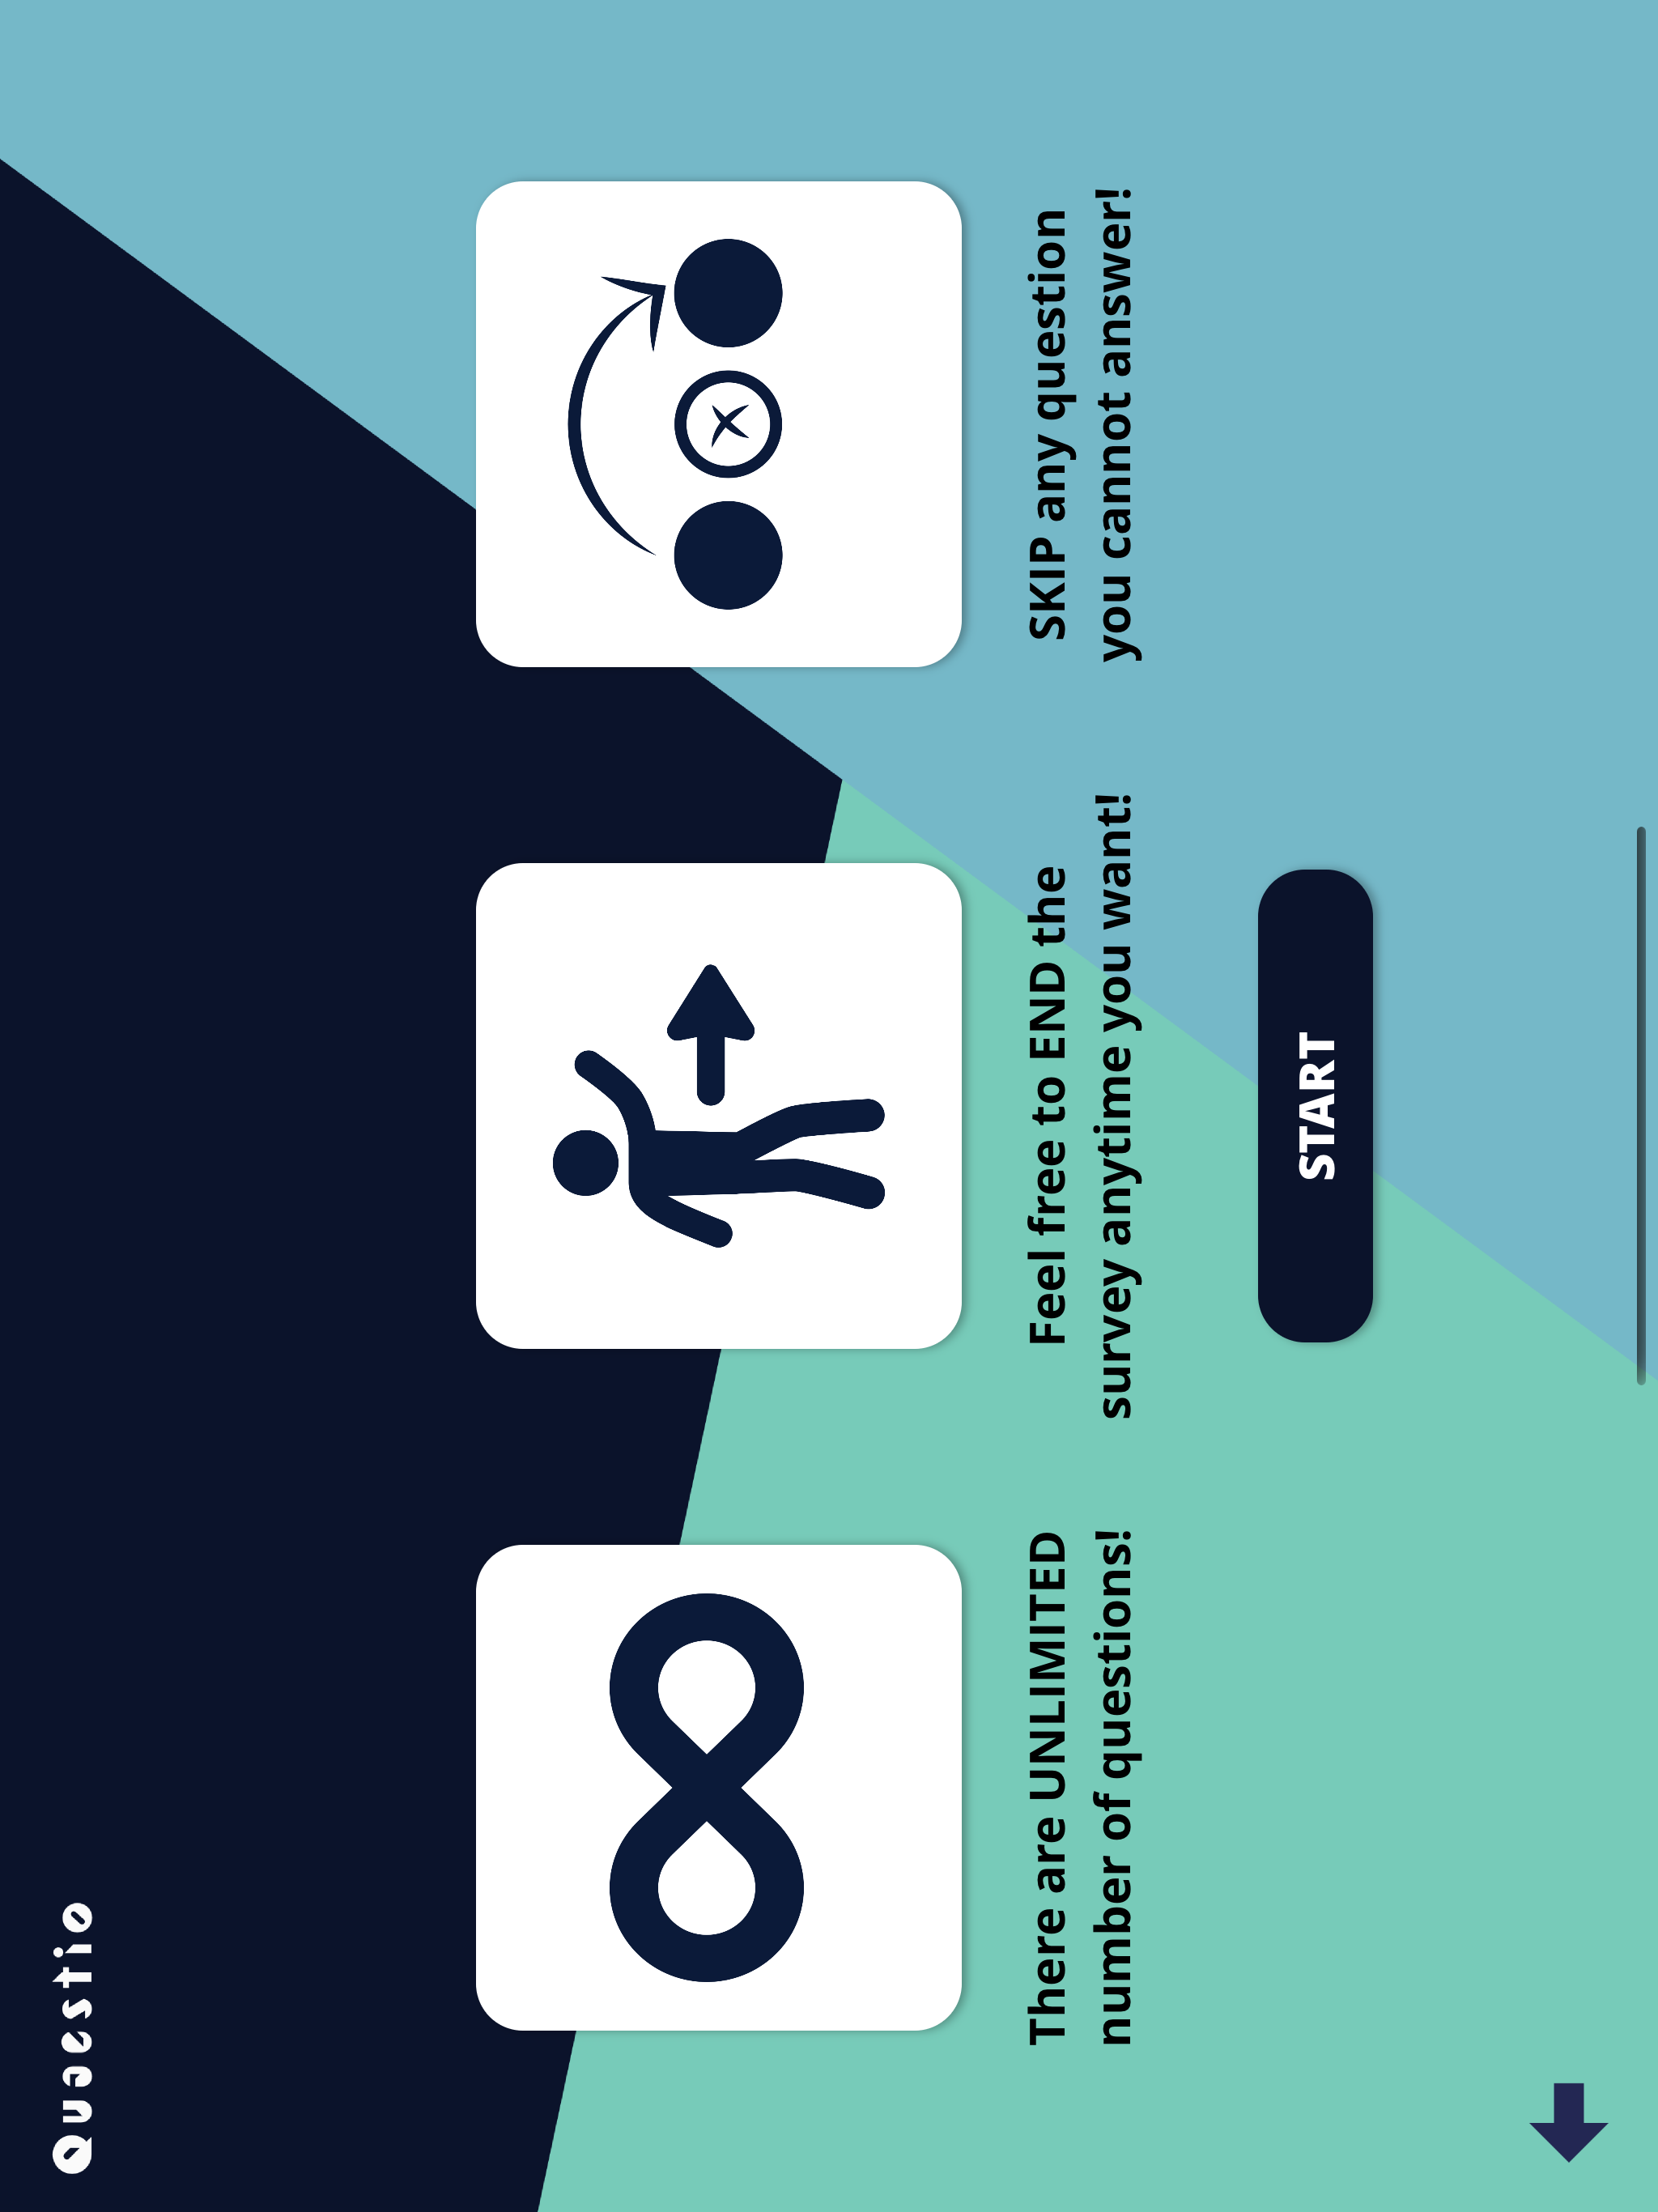 Quaestio
There are UNLIMITED
number of questions!
Feel free to END the
survey anytime you want!
SKIP any question
you cannot answer!
START